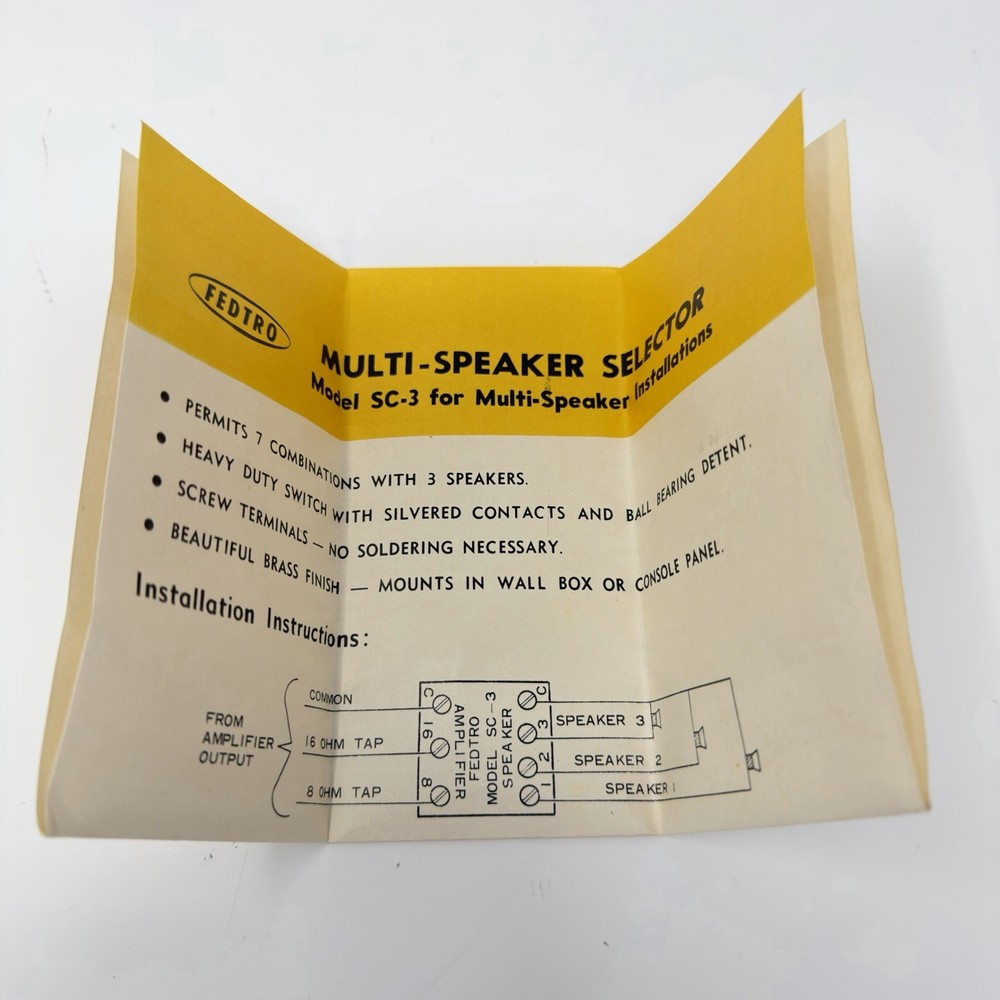 FEDTRO
MULTI-SPEAKER SELECTOR
Model SC-3 for Multi-Speaker Installations
• PERMITS 7 COMBINATIONS WITH 3 SPEAKERS.
• HEAVY DUTY SWITCH WITH SILVERED CONTACTS AND BALL BEARING DETENT.
• SCREW TERMINALS — NO SOLDERING NECESSARY.
• BEAUTIFUL BRASS FINISH — MOUNTS IN WALL BOX OR CONSOLE PANEL.
Installation Instructions:
FROM
AMPLIFIER
OUTPUT
COMMON
16 OHM TAP
8 OHM TAP
C
16
8
AMPLIFIER
FEDTRO
MODEL SC-3
SPEAKER
C
3
2
1
SPEAKER 3
SPEAKER 2
SPEAKER 1